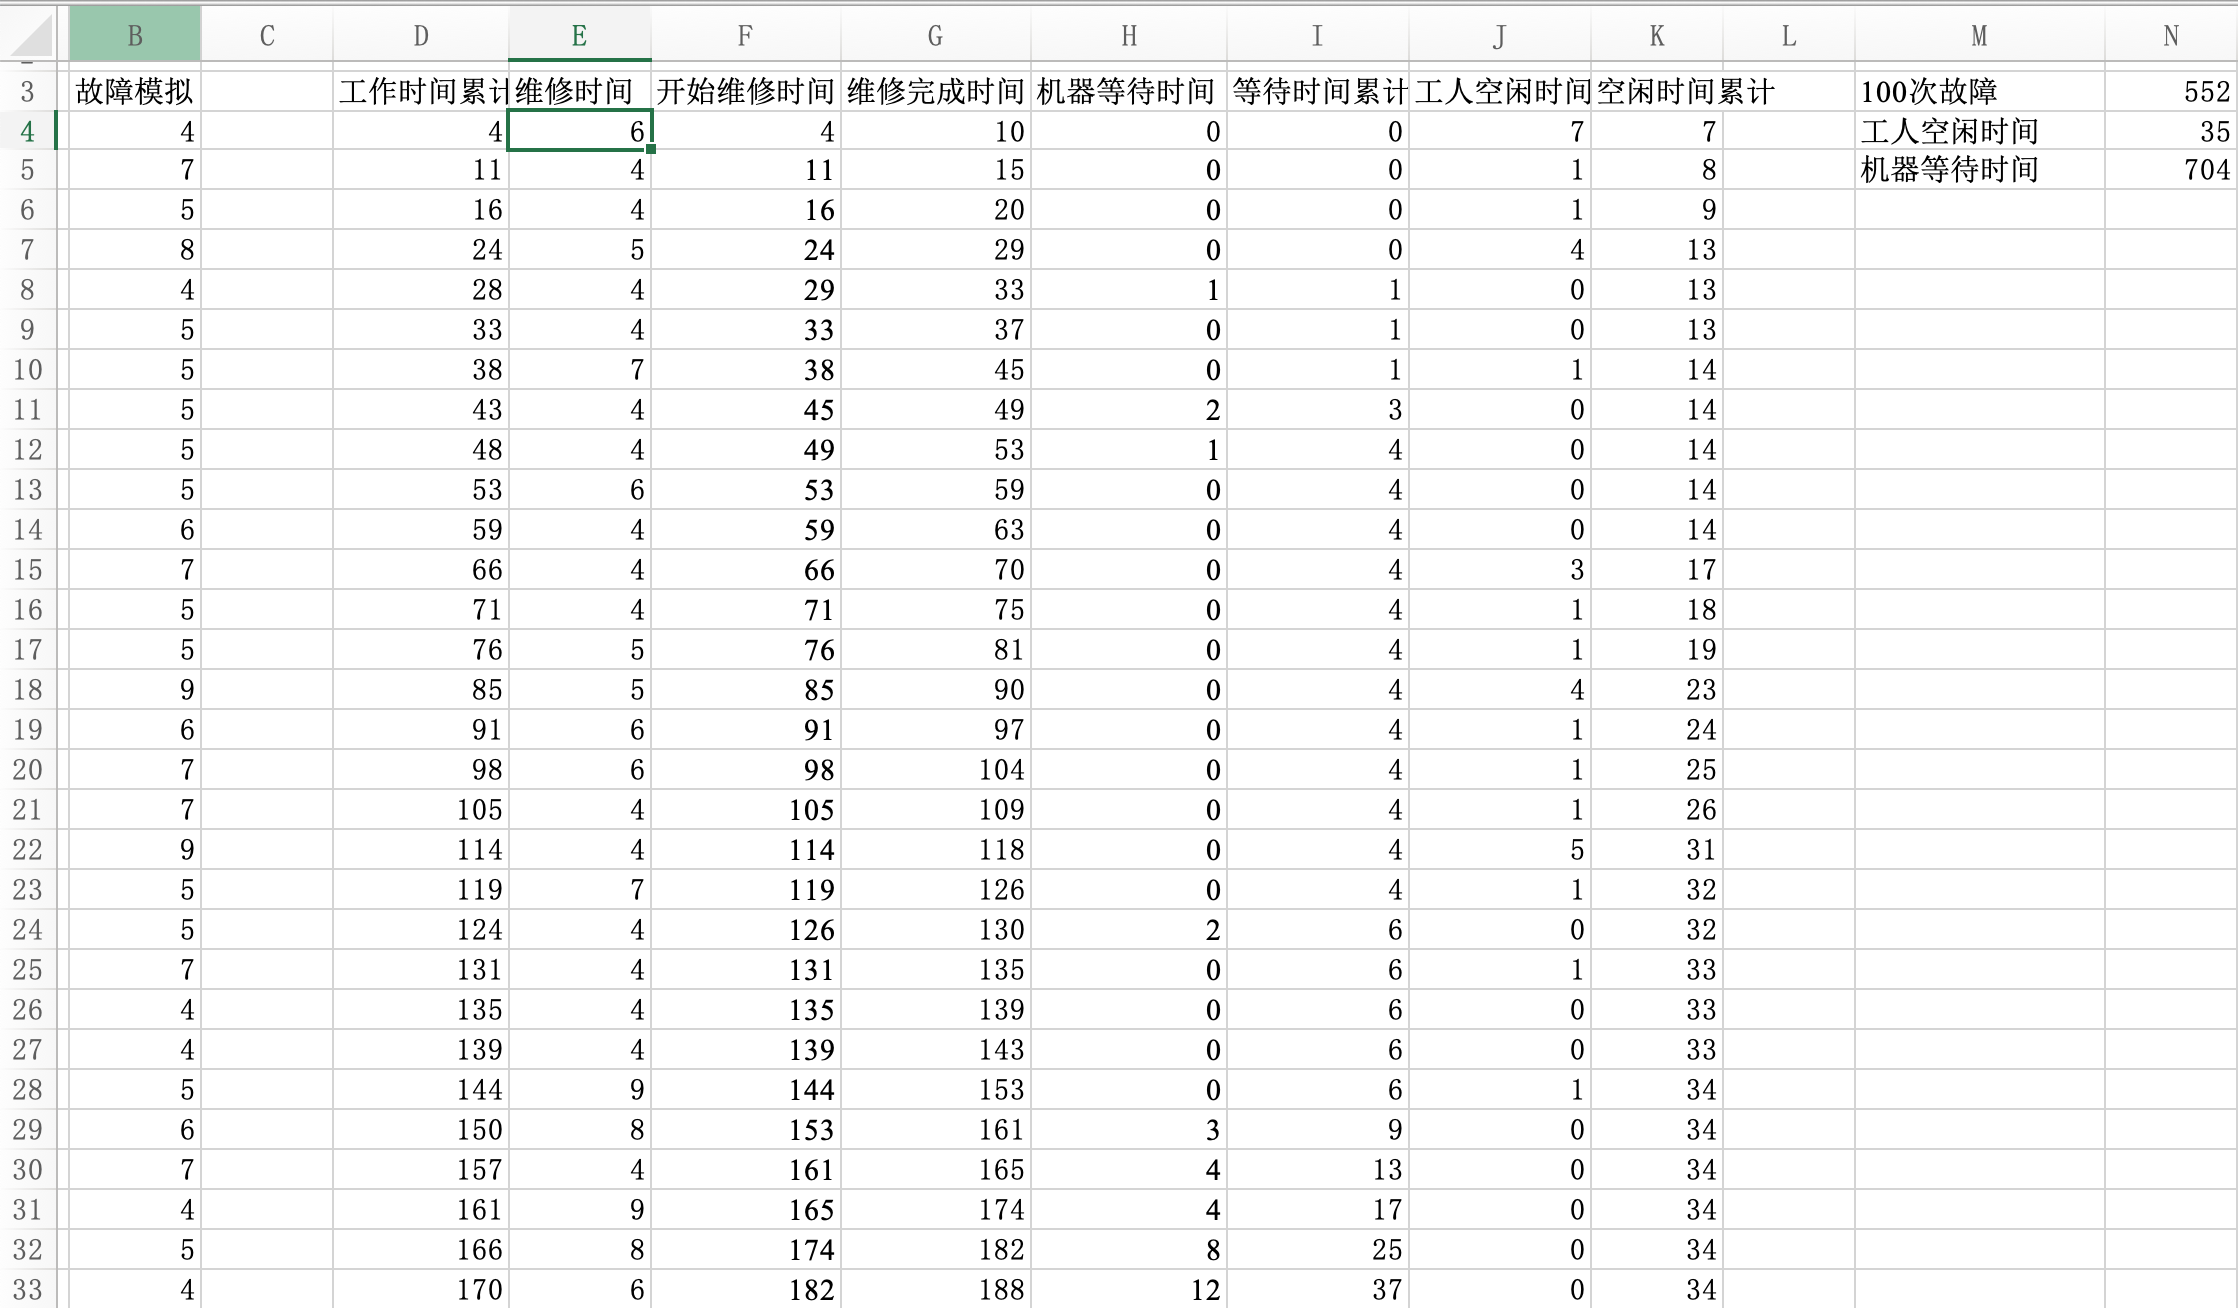 B C D E F G H I J K L M N
3 故障模拟 工作时间累计 维修时间 开始维修时间 维修完成时间 机器等待时间 等待时间累计 工人空闲时间 空闲时间累计 100次故障 552
4 4 4 6 4 10 0 0 7 7 工人空闲时间 35
5 7 11 4 11 15 0 0 1 8 机器等待时间 704
6 5 16 4 16 20 0 0 1 9
7 8 24 5 24 29 0 0 4 13
8 4 28 4 29 33 1 1 0 13
9 5 33 4 33 37 0 1 0 13
10 5 38 7 38 45 0 1 1 14
11 5 43 4 45 49 2 3 0 14
12 5 48 4 49 53 1 4 0 14
13 5 53 6 53 59 0 4 0 14
14 6 59 4 59 63 0 4 0 14
15 7 66 4 66 70 0 4 3 17
16 5 71 4 71 75 0 4 1 18
17 5 76 5 76 81 0 4 1 19
18 9 85 5 85 90 0 4 4 23
19 6 91 6 91 97 0 4 1 24
20 7 98 6 98 104 0 4 1 25
21 7 105 4 105 109 0 4 1 26
22 9 114 4 114 118 0 4 5 31
23 5 119 7 119 126 0 4 1 32
24 5 124 4 126 130 2 6 0 32
25 7 131 4 131 135 0 6 1 33
26 4 135 4 135 139 0 6 0 33
27 4 139 4 139 143 0 6 0 33
28 5 144 9 144 153 0 6 1 34
29 6 150 8 153 161 3 9 0 34
30 7 157 4 161 165 4 13 0 34
31 4 161 9 165 174 4 17 0 34
32 5 166 8 174 182 8 25 0 34
33 4 170 6 182 188 12 37 0 34